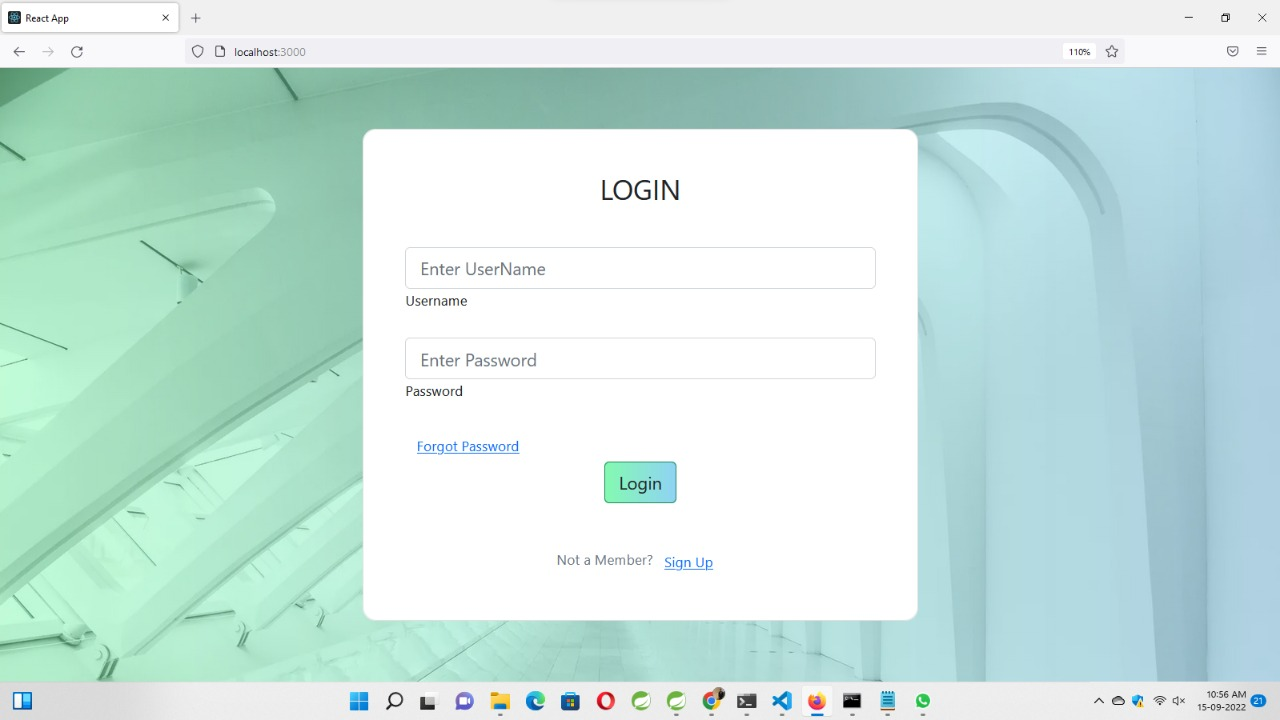 React App
localhost:3000
110%
LOGIN
Enter UserName
Username
Enter Password
Password
Forgot Password
Login
Not a Member? Sign Up
10:56 AM
15-09-2022
21